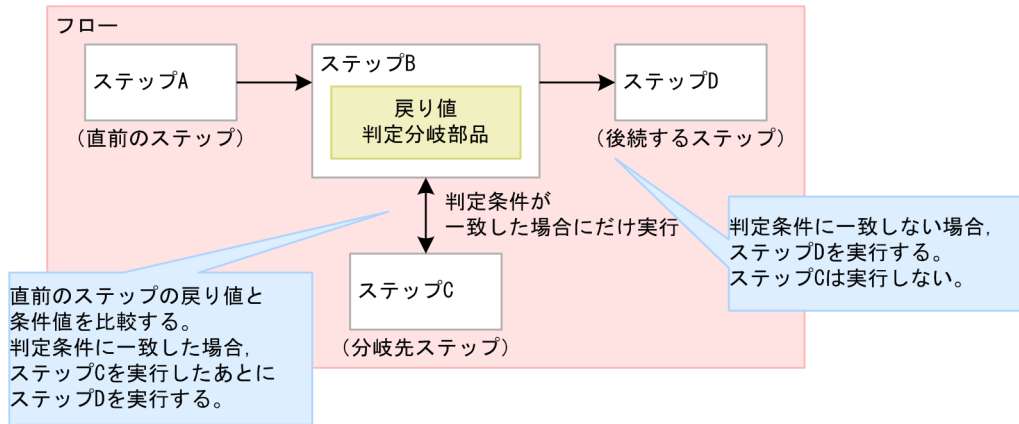 フロー
ステップA
(直前のステップ)
ステップB
戻り値
判定分岐部品
ステップD
(後続するステップ)
判定条件が
一致した場合にだけ実行
ステップC
(分岐先ステップ)
直前のステップの戻り値と
条件値を比較する。
判定条件に一致した場合,
ステップCを実行したあとに
ステップDを実行する。
判定条件に一致しない場合,
ステップDを実行する。
ステップCは実行しない。